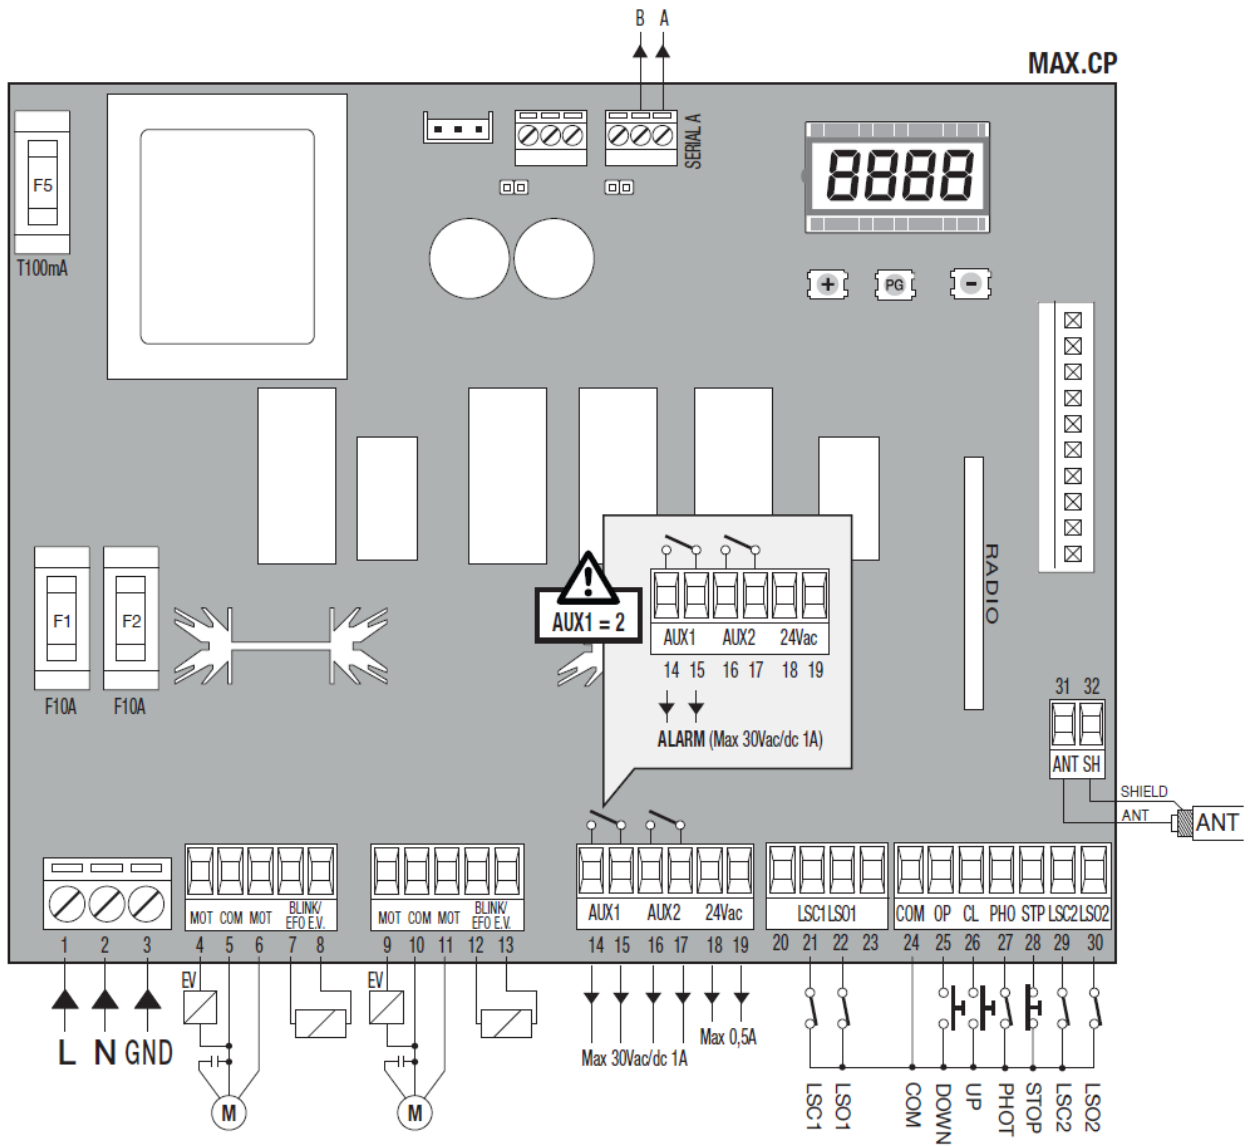 B A
MAX.CP
SERIAL A
F5
T100mA
8888
+ PG -
RADIO
F1 F2
F10A F10A
AUX1 = 2
!
AUX1 AUX2 24Vac
14 15 16 17 18 19
ALARM (Max 30Vac/dc 1A)
31 32
ANT SH
SHIELD
ANT
ANT
MOT COM MOT BLINK/
EFO E.V.
MOT COM MOT BLINK/
EFO E.V.
AUX1 AUX2 24Vac
LSC1 LSO1
COM OP CL PHO STP LSC2 LSO2
1 2 3 4 5 6 7 8 9 10 11 12 13 14 15 16 17 18 19 20 21 22 23 24 25 26 27 28 29 30
EV
EV
L N GND
Max 30Vac/dc 1A
Max 0,5A
M
M
LSC1
LSO1
COM
DOWN
UP
PHOT
STOP
LSC2
LSO2